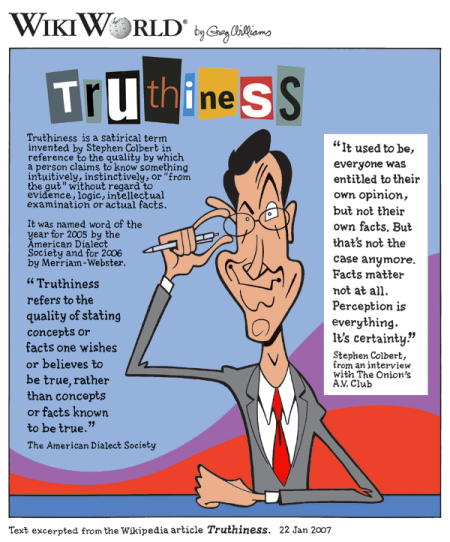 WIKIWORLD® by Greg Williams
Truthiness
Truthiness is a satirical term
invented by Stephen Colbert in
reference to the quality by which
a person claims to know something
intuitively, instinctively, or "from
the gut" without regard to
evidence, logic, intellectual
examination or actual facts.
It was named word of the
year for 2005 by the
American Dialect
Society and for 2006
by Merriam-Webster.
"Truthiness
refers to the
quality of stating
concepts or
facts one wishes
or believes to
be true, rather
than concepts
or facts known
to be true."
The American Dialect Society
"It used to be,
everyone was
entitled to their
own opinion,
but not their
own facts. But
that's not the
case anymore.
Facts matter
not at all.
Perception is
everything.
It's certainty."
Stephen Colbert,
from an interview
with The Onion's
A.V. Club
Text excerpted from the Wikipedia article Truthiness. 22 Jan 2007